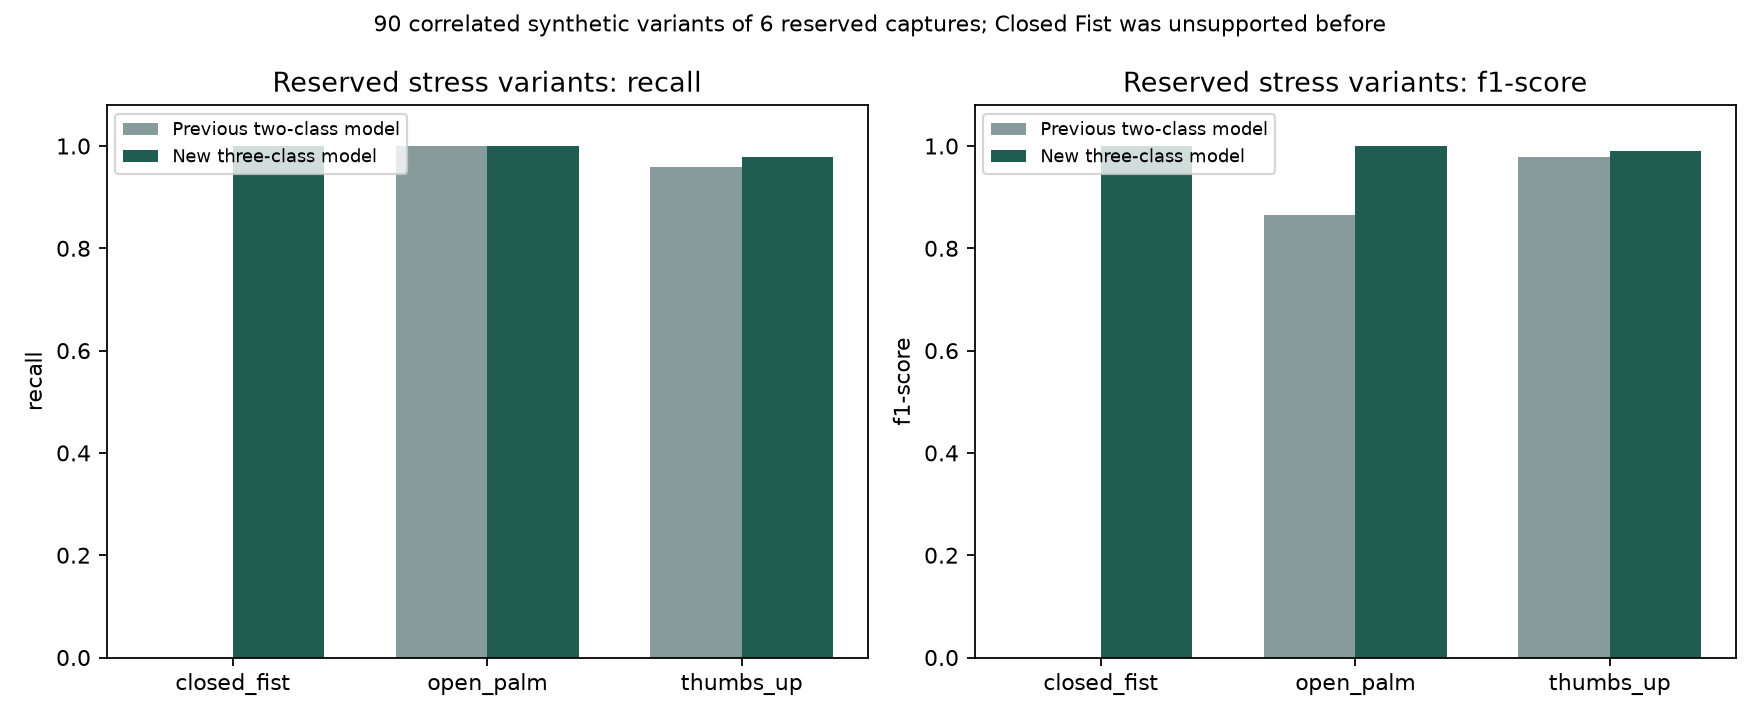 90 correlated synthetic variants of 6 reserved captures; Closed Fist was unsupported before
Reserved stress variants: recall
Previous two-class model
New three-class model
1.0
0.8
0.6
0.4
0.2
0.0
recall
closed_fist
open_palm
thumbs_up
Reserved stress variants: f1-score
Previous two-class model
New three-class model
1.0
0.8
0.6
0.4
0.2
0.0
f1-score
closed_fist
open_palm
thumbs_up